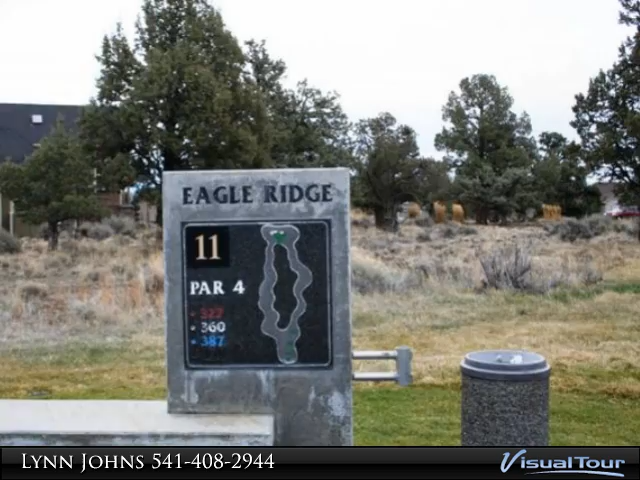 EAGLE RIDGE
11
PAR 4
327
360
387
LYNN JOHNS 541-408-2944
VISUALTOUR